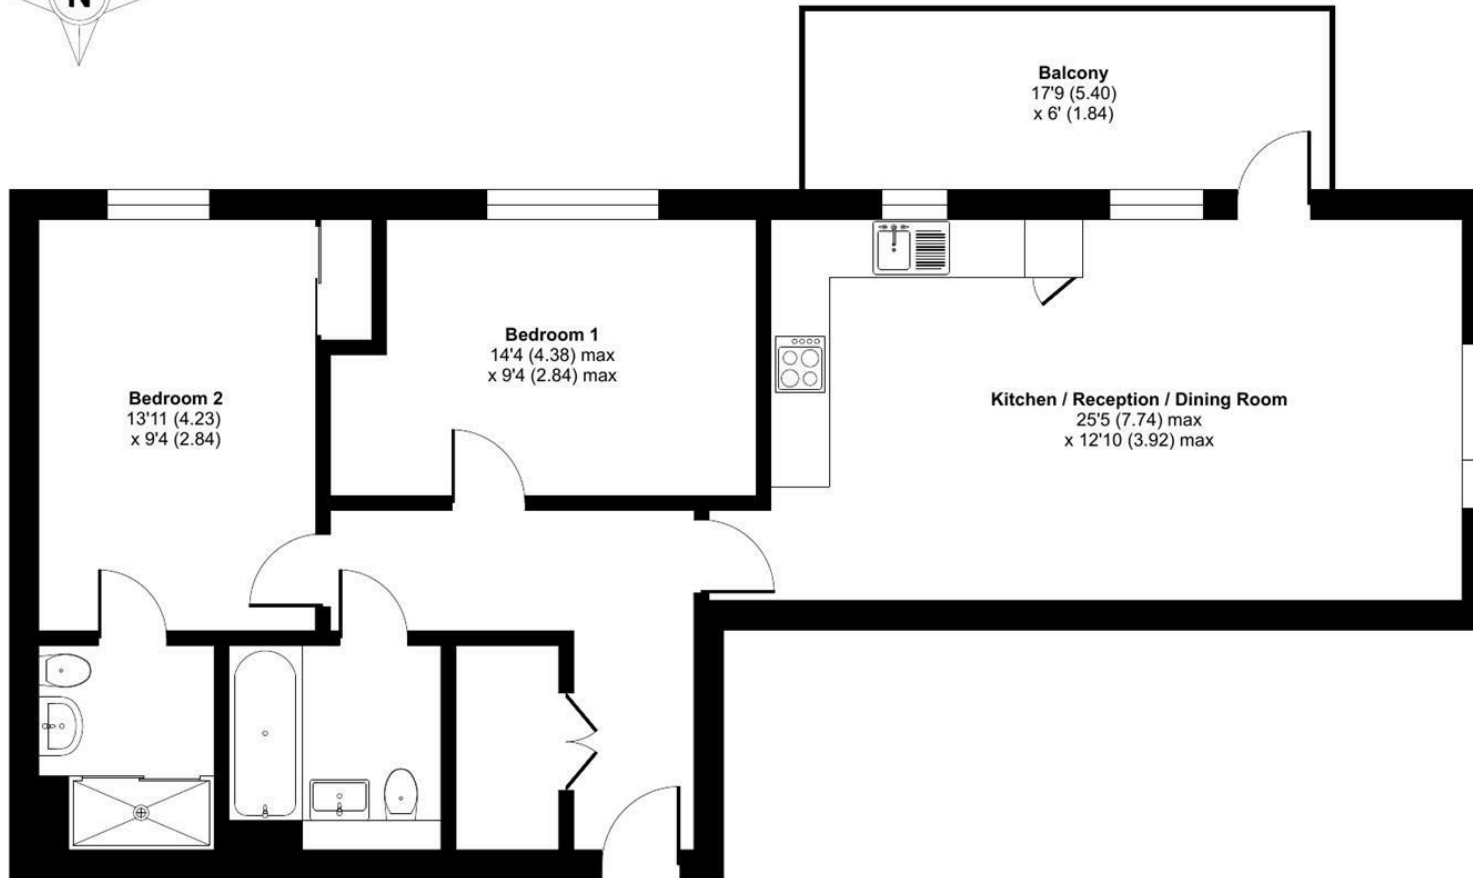 N
Balcony
17'9 (5.40)
x 6' (1.84)
Bedroom 1
14'4 (4.38) max
x 9'4 (2.84) max
Bedroom 2
13'11 (4.23)
x 9'4 (2.84)
Kitchen / Reception / Dining Room
25'5 (7.74) max
x 12'10 (3.92) max